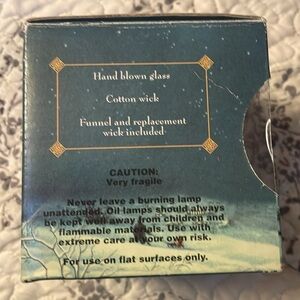 Hand blown glass
Cotton wick
Funnel and replacement
wick included
CAUTION:
Very fragile
Never leave a burning lamp
unattended. Oil lamps should always
be kept well away from children and
flammable materials. Use with
extreme care at your own risk.
For use on flat surfaces only.